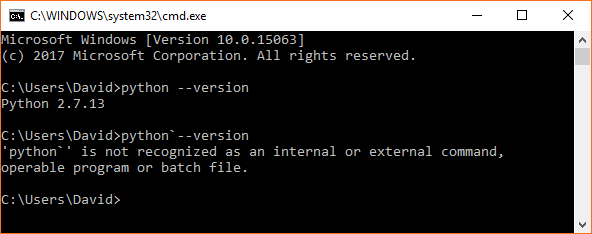 C:\WINDOWS\system32\cmd.exe
Microsoft Windows [Version 10.0.15063]
(c) 2017 Microsoft Corporation. All rights reserved.
C:\Users\David>python --version
Python 2.7.13
C:\Users\David>python`--version
'python`' is not recognized as an internal or external command,
operable program or batch file.
C:\Users\David>